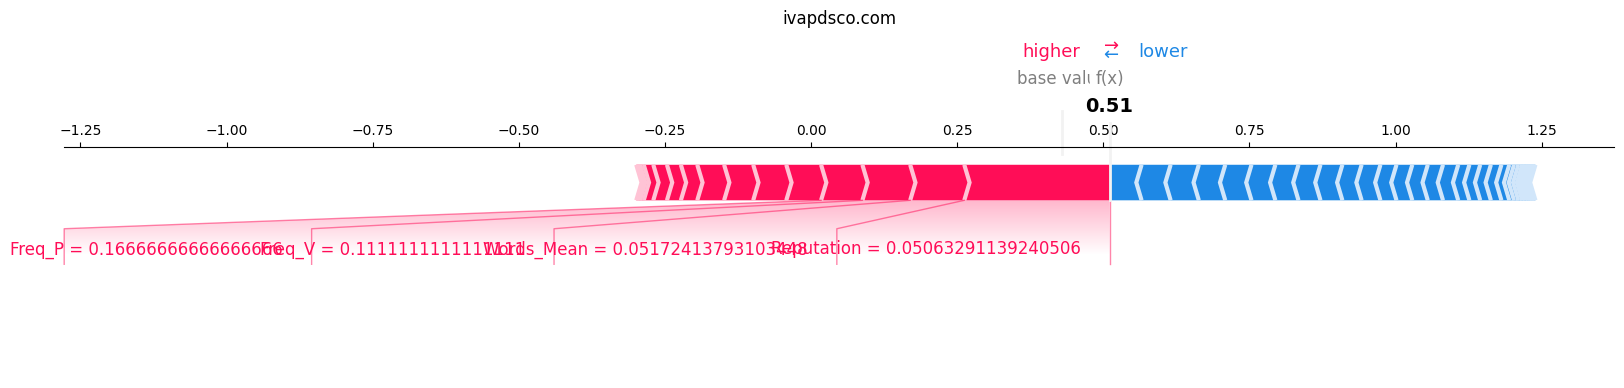 ivapdsco.com
higher ⇄ lower
base valu f(x)
0.51
−1.25 −1.00 −0.75 −0.50 −0.25 0.00 0.25 0.50 0.75 1.00 1.25
Freq_P = 0.16666666666666666 Freq_V = 0.1111111111111111 Words_Mean = 0.05172413793103448 Reputation = 0.05063291139240506